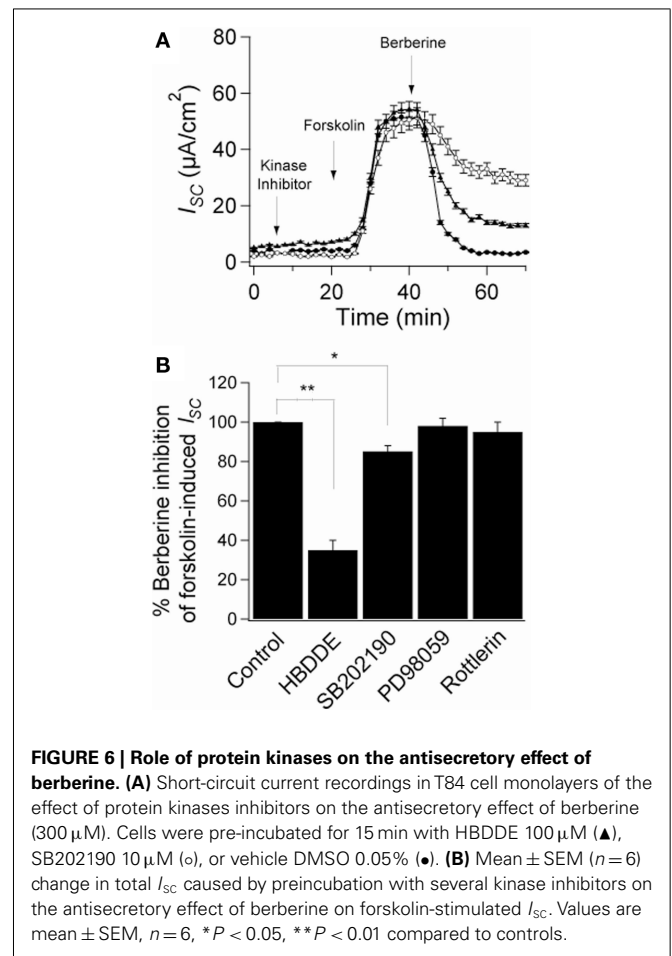 A
80
60
40
20
0
I_SC (µA/cm²)
Berberine
Forskolin
Kinase
Inhibitor
0 20 40 60
Time (min)
B
*
**
120
100
80
60
40
20
0
% Berberine inhibition
of forskolin-induced I_SC
Control
HBDDE
SB202190
PD98059
Rottlerin
FIGURE 6 | Role of protein kinases on the antisecretory effect of
berberine. (A) Short-circuit current recordings in T84 cell monolayers of the
effect of protein kinases inhibitors on the antisecretory effect of berberine
(300 µM). Cells were pre-incubated for 15 min with HBDDE 100 µM (▲),
SB202190 10 µM (○), or vehicle DMSO 0.05% (●). (B) Mean ± SEM (n = 6)
change in total I_SC caused by preincubation with several kinase inhibitors on
the antisecretory effect of berberine on forskolin-stimulated I_SC. Values are
mean ± SEM, n = 6, *P < 0.05, **P < 0.01 compared to controls.